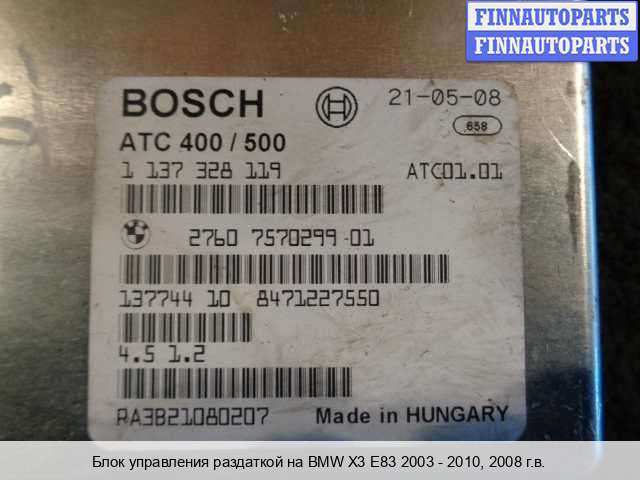 FINNAUTOPARTS
FINNAUTOPARTS
BOSCH
21-05-08
658
ATC 400 / 500
1 137 328 119
ATC01.01
2760 7570299-01
137744 10 8471227550
4.5 1.2
RA3B21080207
Made in HUNGARY
Блок управления раздаткой на BMW X3 E83 2003 - 2010, 2008 г.в.